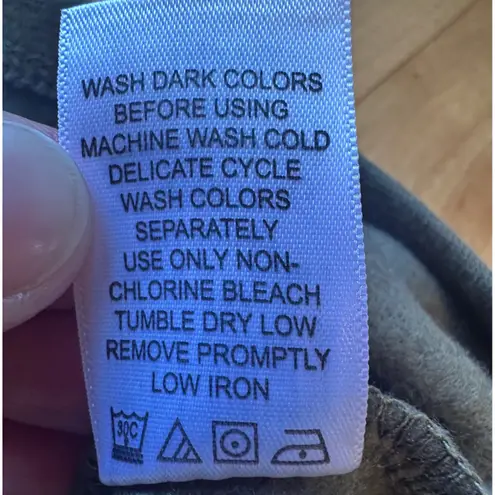 WASH DARK COLORS
BEFORE USING
MACHINE WASH COLD
DELICATE CYCLE
WASH COLORS
SEPARATELY
USE ONLY NON-
CHLORINE BLEACH
TUMBLE DRY LOW
REMOVE PROMPTLY
LOW IRON
30C